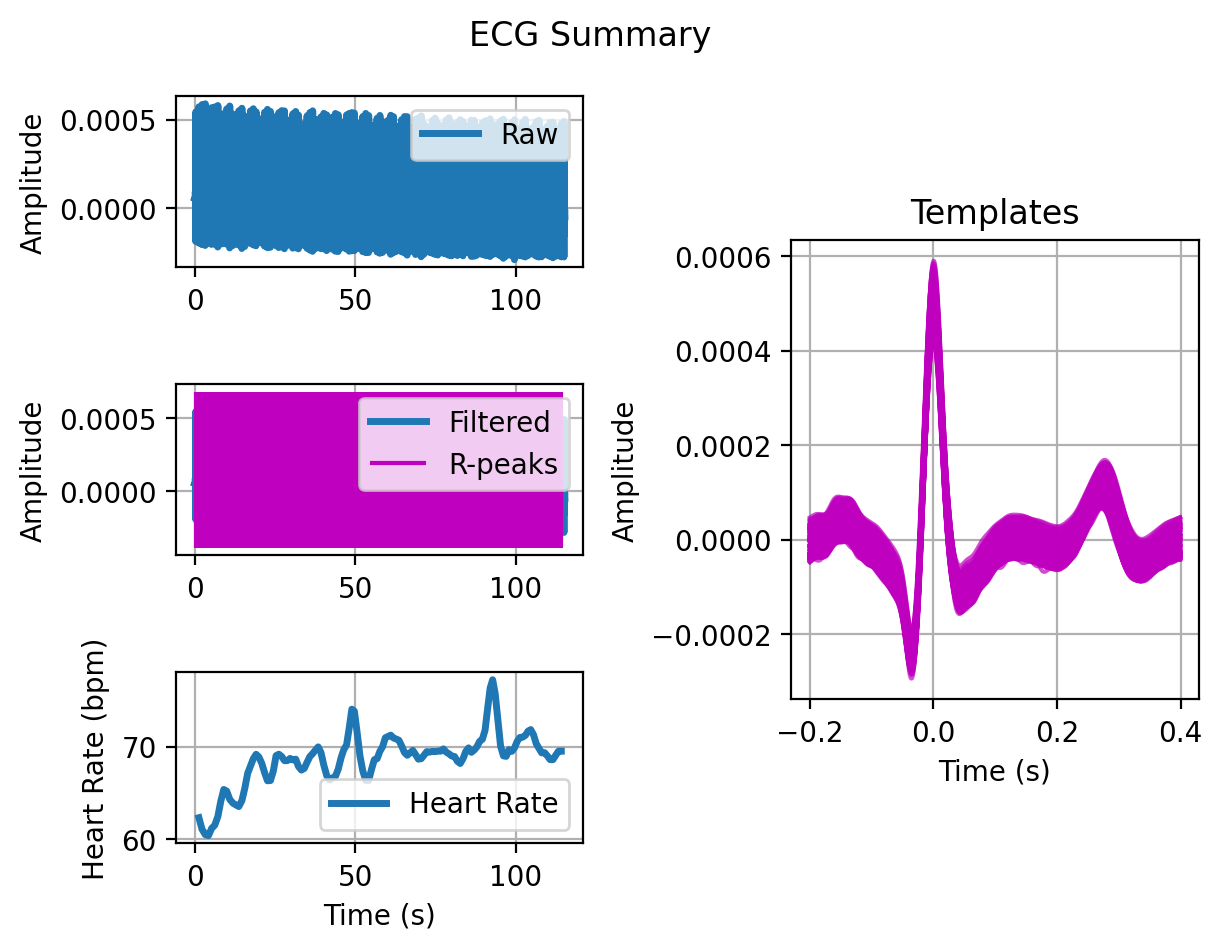 ECG Summary
Amplitude
0.0005
0.0000
Raw
0
50
100
Amplitude
0.0005
0.0000
Filtered
R-peaks
0
50
100
Heart Rate (bpm)
70
60
Heart Rate
0
50
100
Time (s)
Templates
Amplitude
0.0006
0.0004
0.0002
0.0000
−0.0002
−0.2
0.0
0.2
0.4
Time (s)